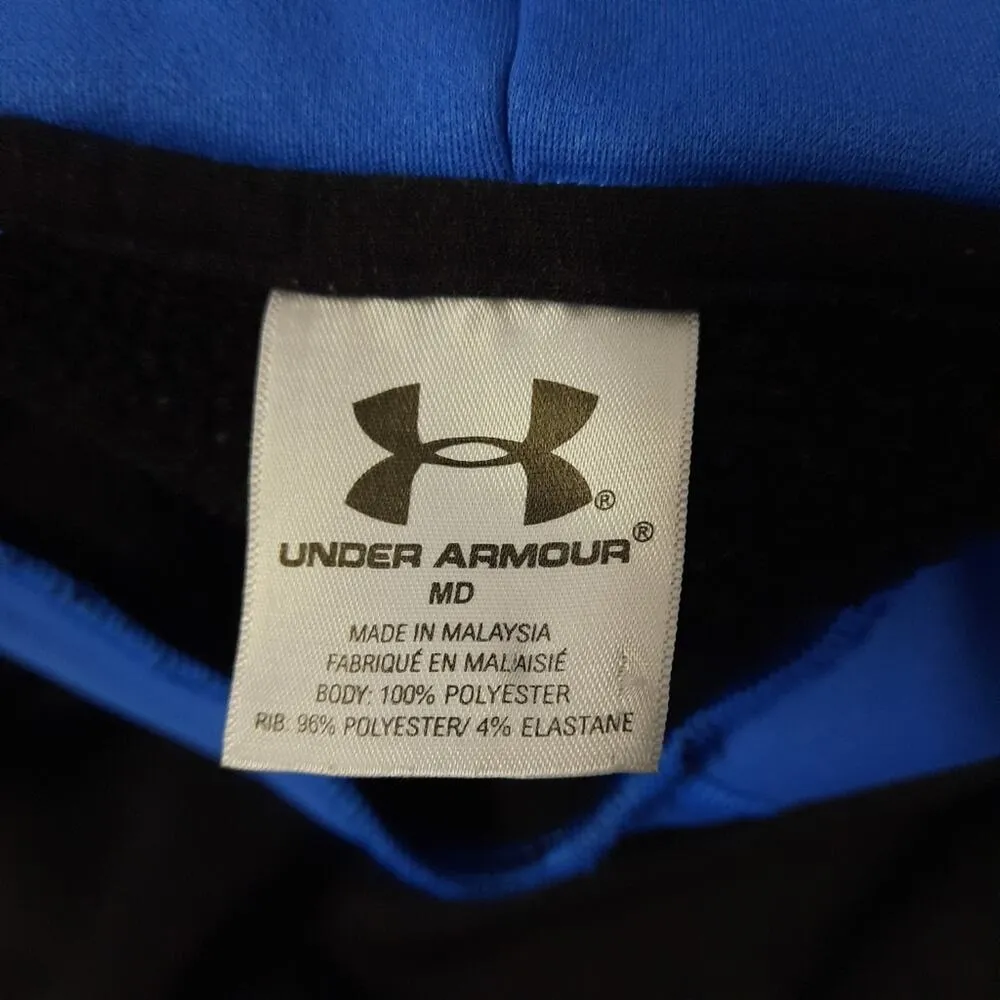 ®
UNDER ARMOUR®
MD
MADE IN MALAYSIA
FABRIQUÉ EN MALAISIÉ
BODY: 100% POLYESTER
RIB: 96% POLYESTER/ 4% ELASTANE